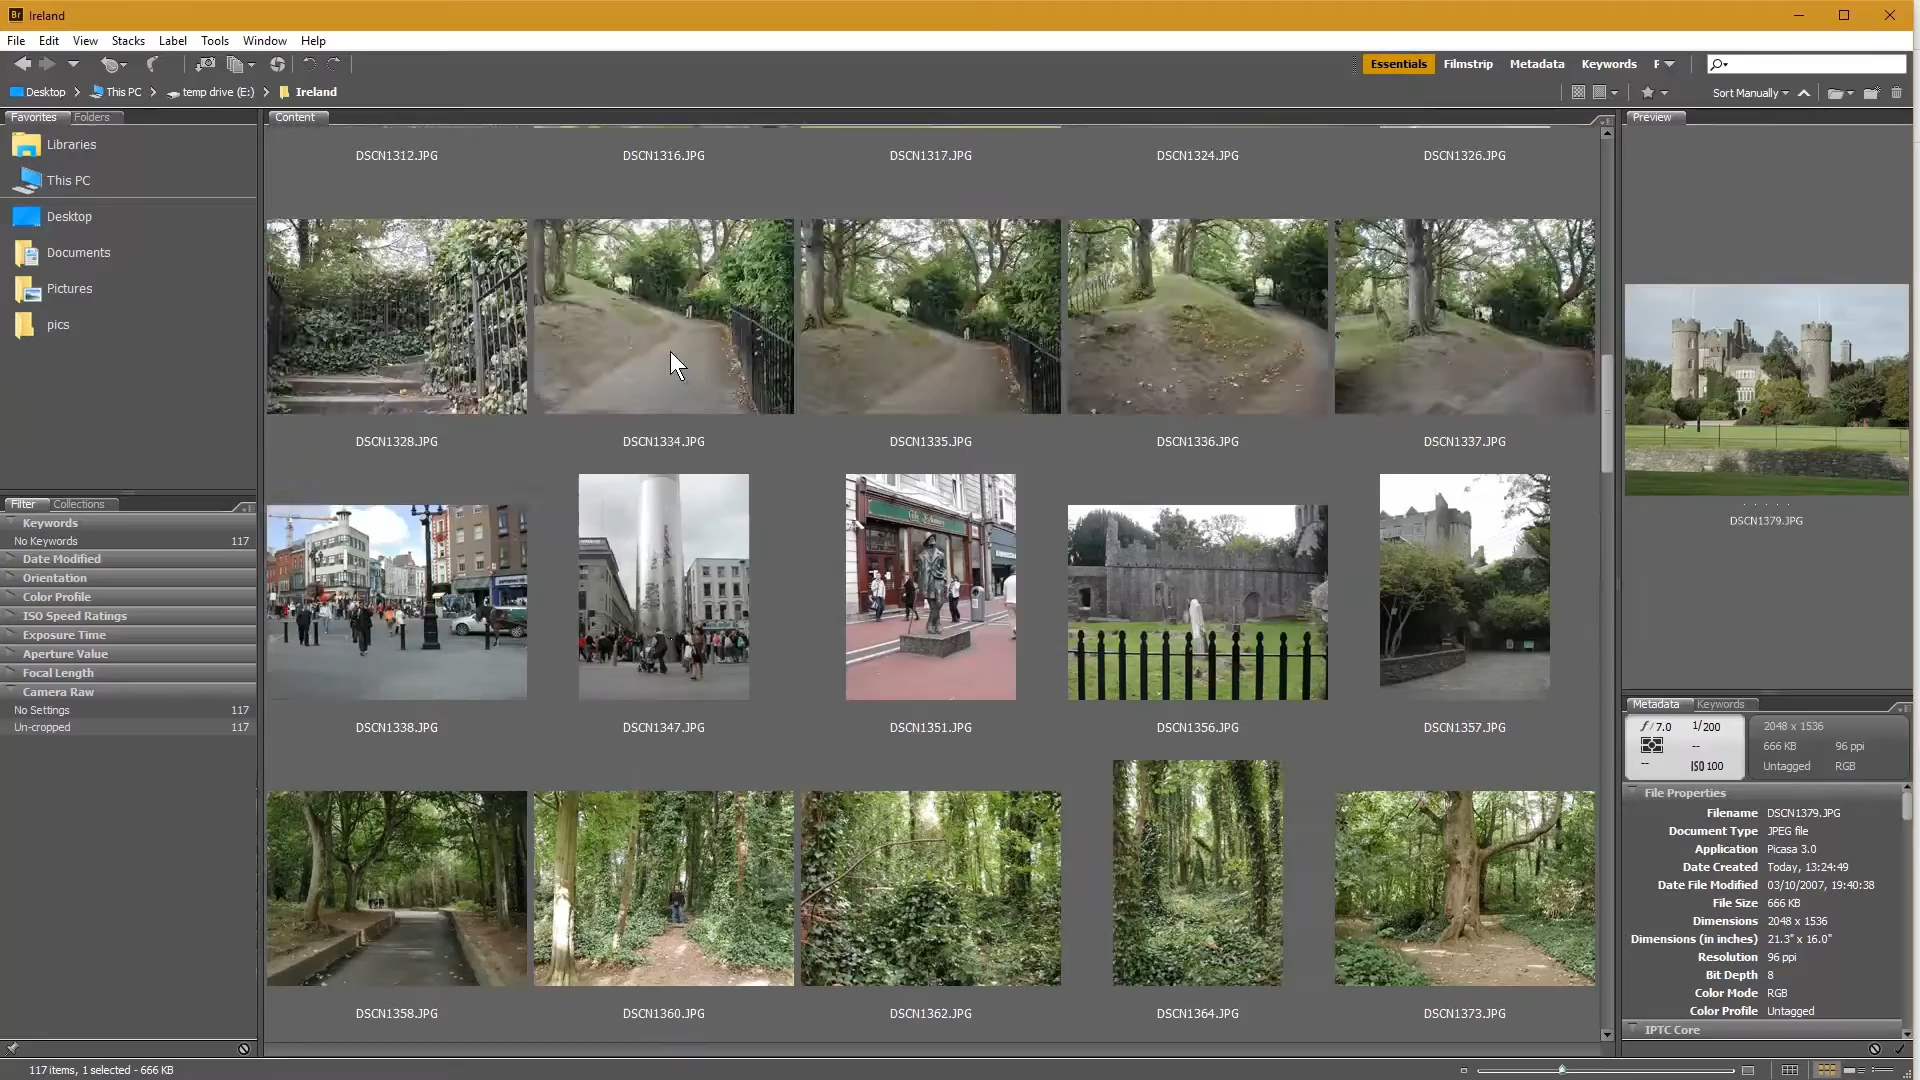 Br Ireland
File Edit View Stacks Label Tools Window Help
Essentials Filmstrip Metadata Keywords F
Desktop This PC temp drive (E:) Ireland
Sort Manually
Favorites Folders
Libraries
This PC
Desktop
Documents
Pictures
pics
Filter Collections
Keywords
No Keywords 117
Date Modified
Orientation
Color Profile
ISO Speed Ratings
Exposure Time
Aperture Value
Focal Length
Camera Raw
No Settings 117
Un-cropped 117
Content
DSCN1312.JPG DSCN1316.JPG DSCN1317.JPG DSCN1324.JPG DSCN1326.JPG
DSCN1328.JPG DSCN1334.JPG DSCN1335.JPG DSCN1336.JPG DSCN1337.JPG
DSCN1338.JPG DSCN1347.JPG DSCN1351.JPG DSCN1356.JPG DSCN1357.JPG
DSCN1358.JPG DSCN1360.JPG DSCN1362.JPG DSCN1364.JPG DSCN1373.JPG
Preview
DSCN1379.JPG
Metadata Keywords
f/7.0 1/200 2048 x 1536
-- 666 KB 96 ppi
-- ISO 100 Untagged RGB
File Properties
Filename DSCN1379.JPG
Document Type JPEG file
Application Picasa 3.0
Date Created Today, 13:24:49
Date File Modified 03/10/2007, 19:40:38
File Size 666 KB
Dimensions 2048 x 1536
Dimensions (in inches) 21.3" x 16.0"
Resolution 96 ppi
Bit Depth 8
Color Mode RGB
Color Profile Untagged
IPTC Core
117 items, 1 selected - 666 KB